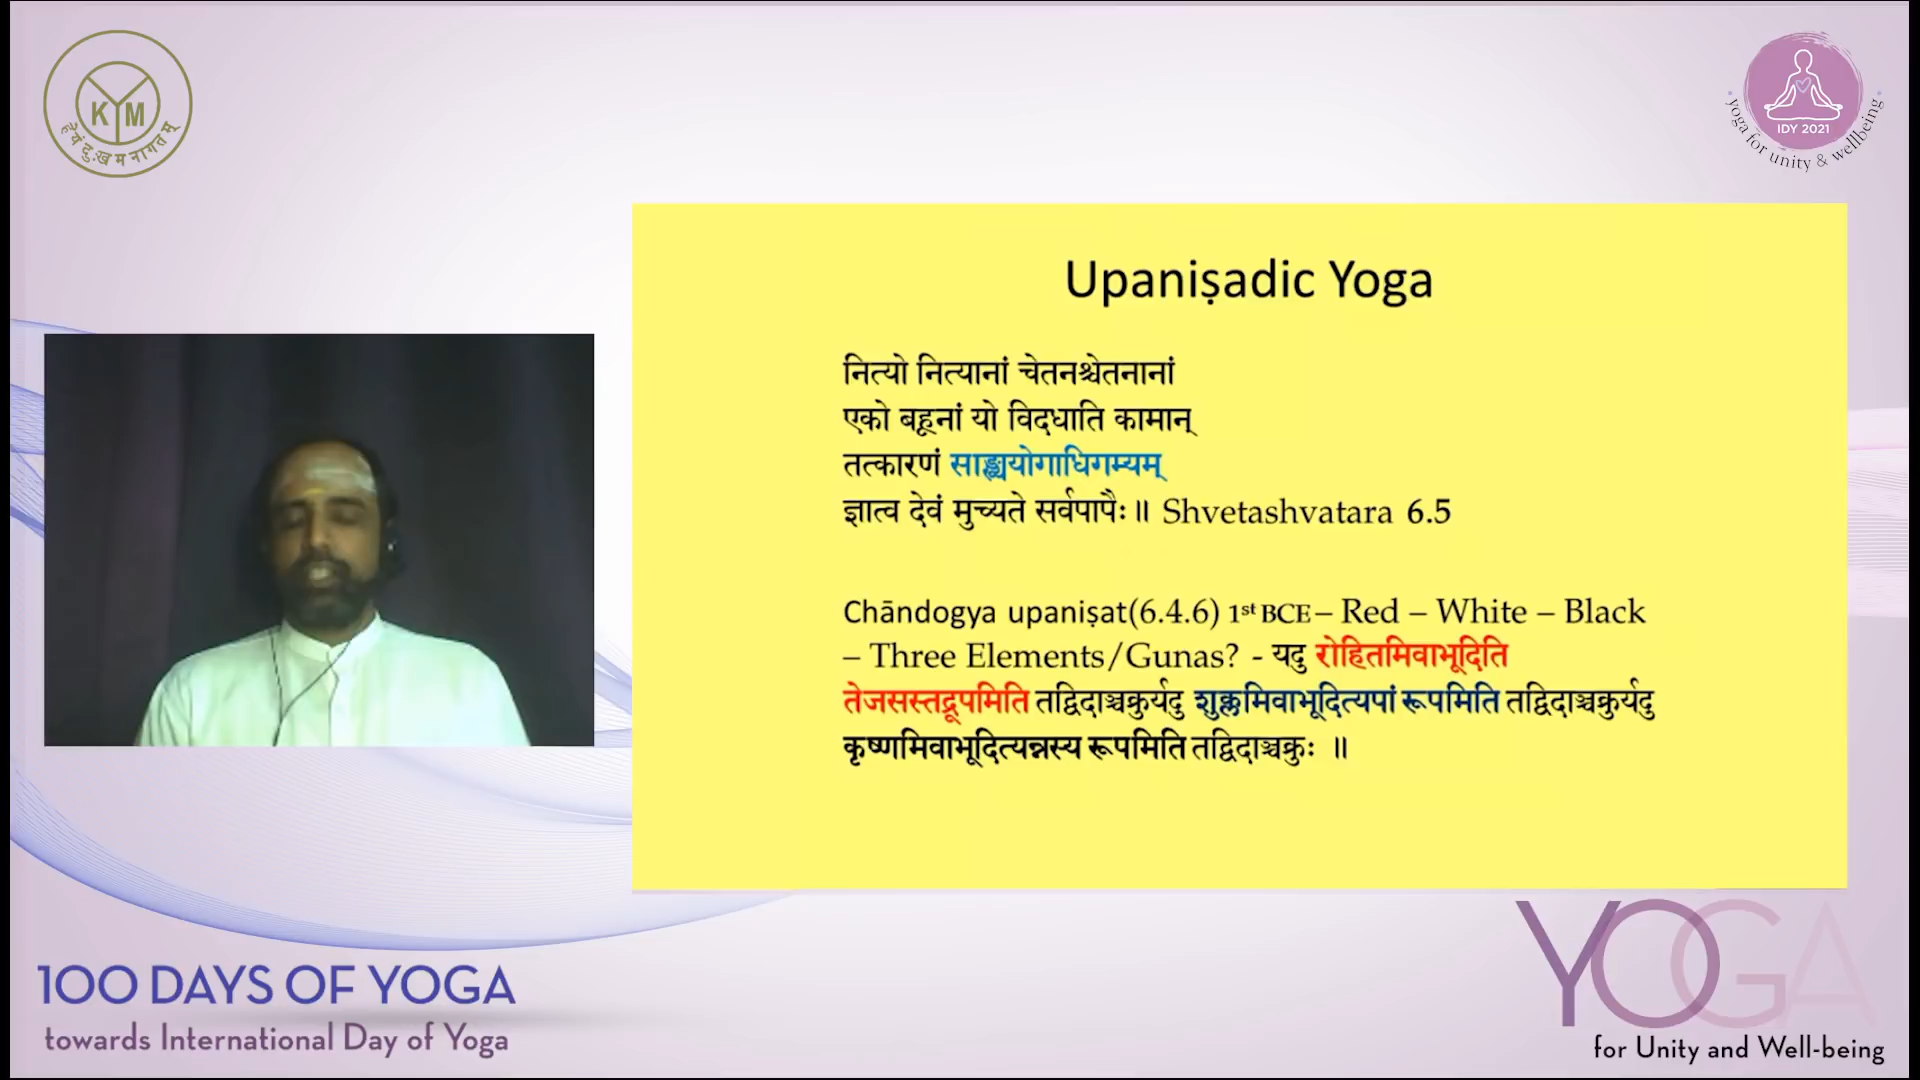 KYM
हेयं दुःखमनागतम्
IDY 2021
yoga for unity & wellbeing
Upaniṣadic Yoga
नित्यो नित्यानां चेतनश्चेतनानां
एको बहूनां यो विदधाति कामान्
तत्कारणं साङ्ख्ययोगाधिगम्यम्
ज्ञात्व देवं मुच्यते सर्वपापैः ॥ Shvetashvatara 6.5
Chāndogya upaniṣat(6.4.6) 1st BCE – Red – White – Black
– Three Elements/Gunas? - यदु रोहितमिवाभूदिति
तेजसस्तद्रूपमिति तद्विदाञ्चक्रुर्यदु शुक्लमिवाभूदित्यपां रूपमिति तद्विदाञ्चक्रुर्यदु
कृष्णमिवाभूदित्यन्नस्य रूपमिति तद्विदाञ्चक्रुः ॥
100 DAYS OF YOGA
towards International Day of Yoga
YOGA
for Unity and Well-being